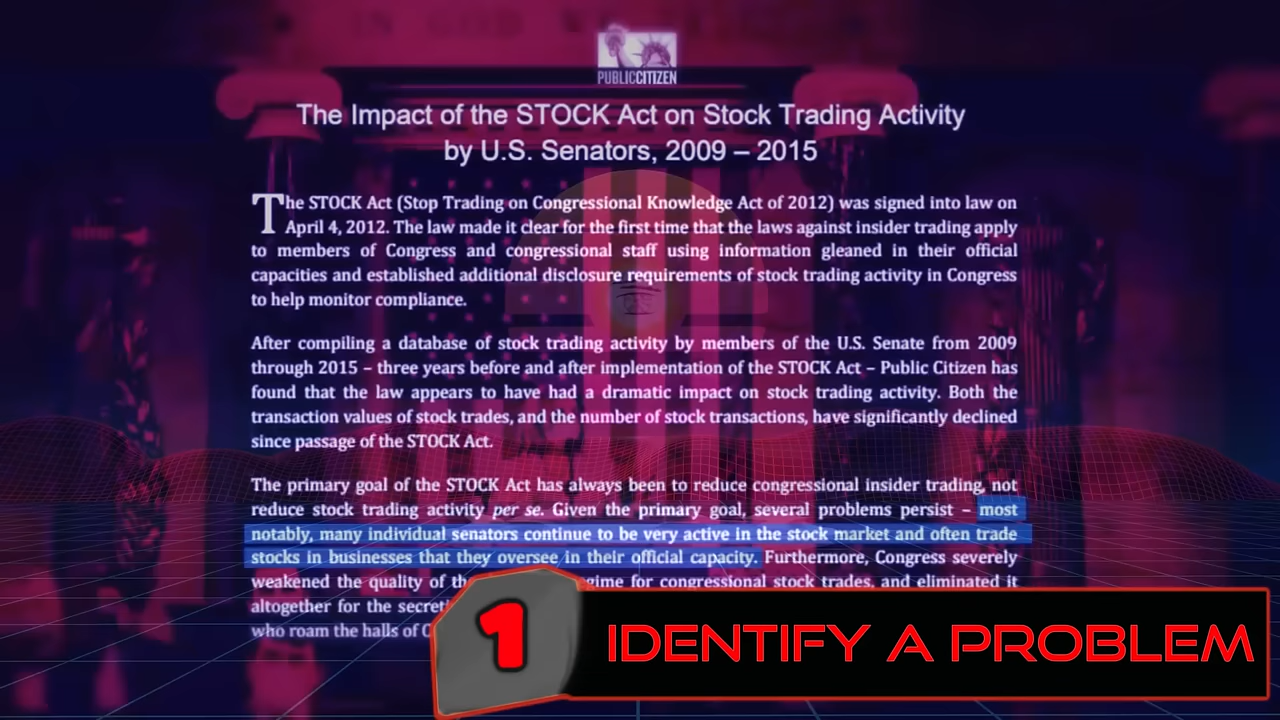 IN GOD WE
PUBLICCITIZEN
The Impact of the STOCK Act on Stock Trading Activity
by U.S. Senators, 2009 – 2015
The STOCK Act (Stop Trading on Congressional Knowledge Act of 2012) was signed into law on
April 4, 2012. The law made it clear for the first time that the laws against insider trading apply
to members of Congress and congressional staff using information gleaned in their official
capacities and established additional disclosure requirements of stock trading activity in Congress
to help monitor compliance.
After compiling a database of stock trading activity by members of the U.S. Senate from 2009
through 2015 – three years before and after implementation of the STOCK Act – Public Citizen has
found that the law appears to have had a dramatic impact on stock trading activity. Both the
transaction values of stock trades, and the number of stock transactions, have significantly declined
since passage of the STOCK Act.
The primary goal of the STOCK Act has always been to reduce congressional insider trading, not
reduce stock trading activity per se. Given the primary goal, several problems persist – most
notably, many individual senators continue to be very active in the stock market and often trade
stocks in businesses that they oversee in their official capacity. Furthermore, Congress severely
weakened the quality of the gime for congressional stock trades, and eliminated it
altogether for the secreti
who roam the halls of C
1 IDENTIFY A PROBLEM